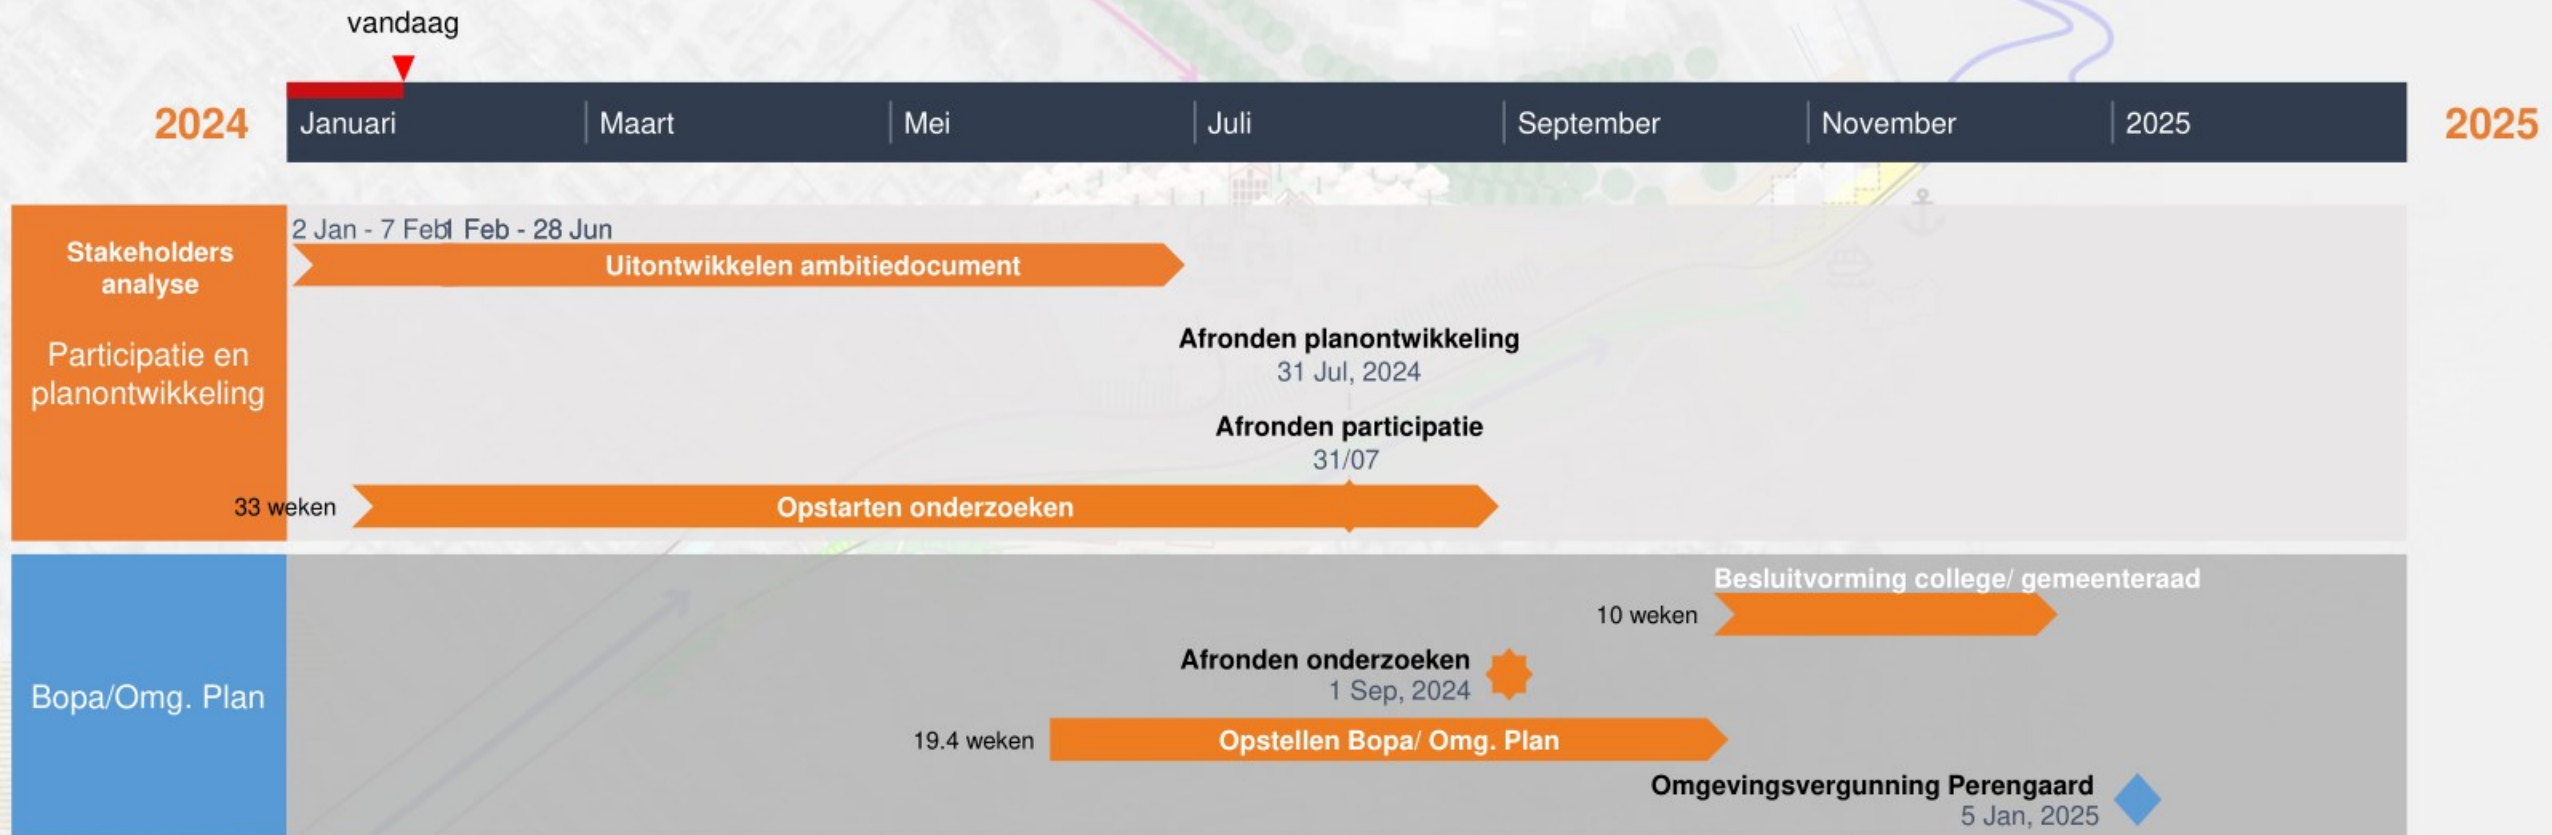 vandaag
2024
Januari
Maart
Mei
Juli
September
November
2025
2025
Stakeholders
analyse
Participatie en
planontwikkeling
2 Jan - 7 Feb
1 Feb - 28 Jun
Uitontwikkelen ambitiedocument
Afronden planontwikkeling
31 Jul, 2024
Afronden participatie
31/07
33 weken
Opstarten onderzoeken
Bopa/Omg. Plan
Besluitvorming college/ gemeenteraad
10 weken
Afronden onderzoeken
1 Sep, 2024
19.4 weken
Opstellen Bopa/ Omg. Plan
Omgevingsvergunning Perengaard
5 Jan, 2025